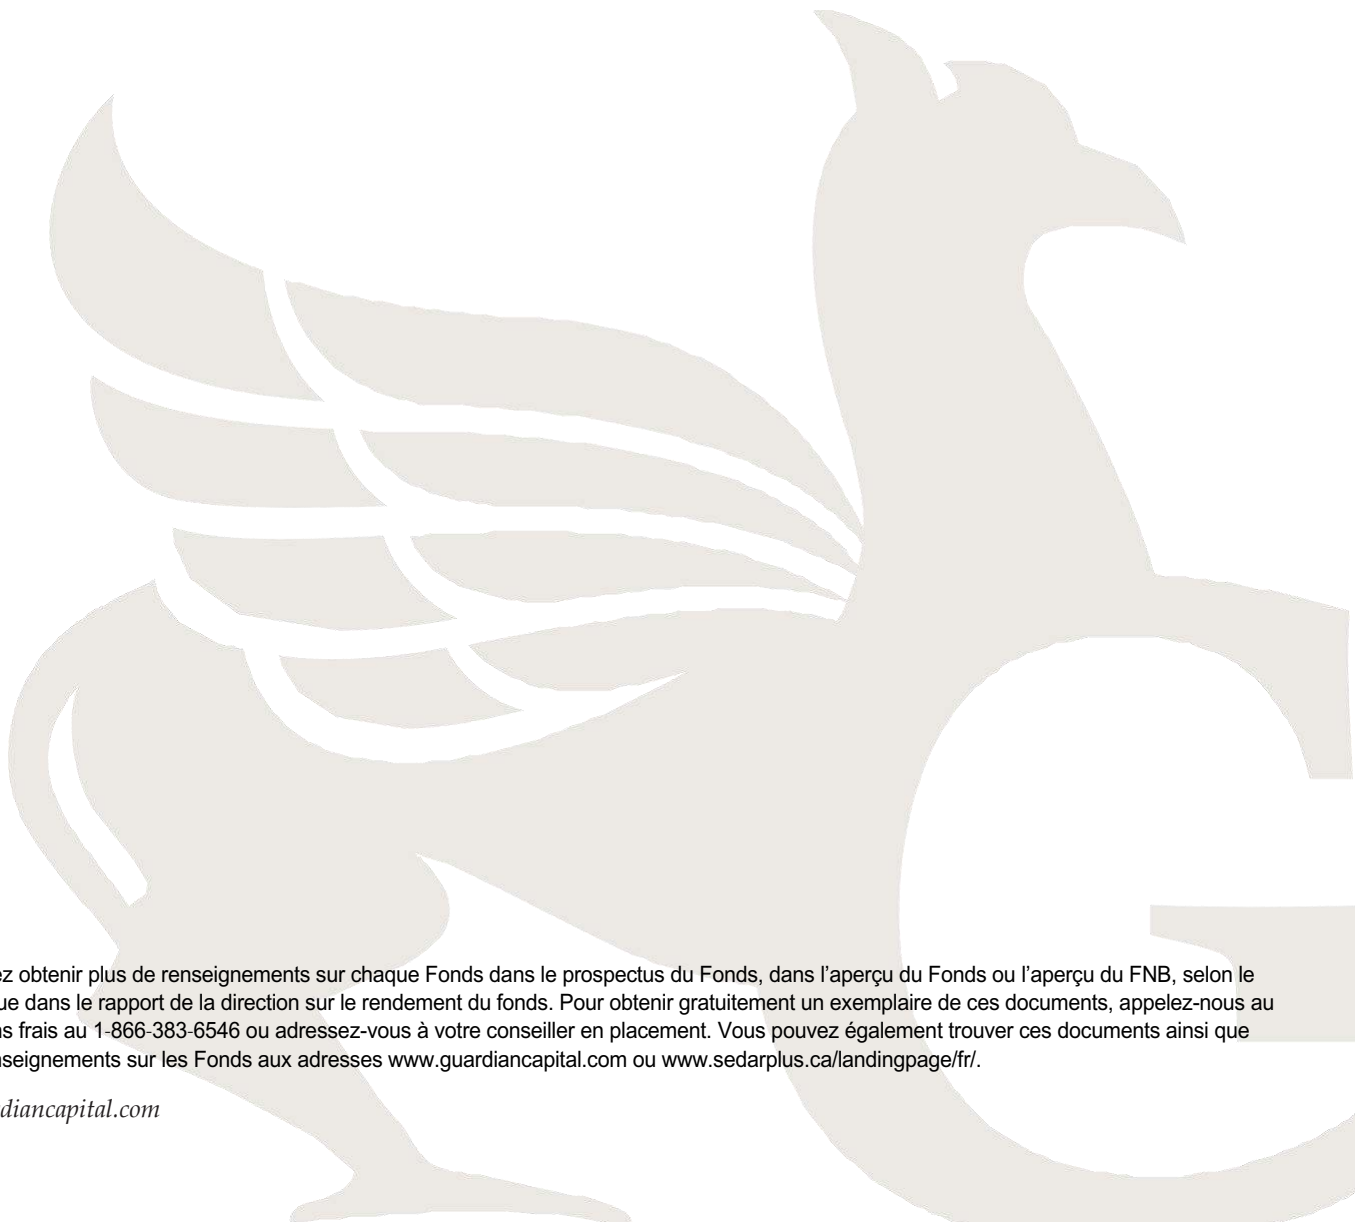 ez obtenir plus de renseignements sur chaque Fonds dans le prospectus du Fonds, dans l’aperçu du Fonds ou l’aperçu du FNB, selon le
ue dans le rapport de la direction sur le rendement du fonds. Pour obtenir gratuitement un exemplaire de ces documents, appelez-nous au
ns frais au 1-866-383-6546 ou adressez-vous à votre conseiller en placement. Vous pouvez également trouver ces documents ainsi que
nseignements sur les Fonds aux adresses www.guardiancapital.com ou www.sedarplus.ca/landingpage/fr/.
diancapital.com